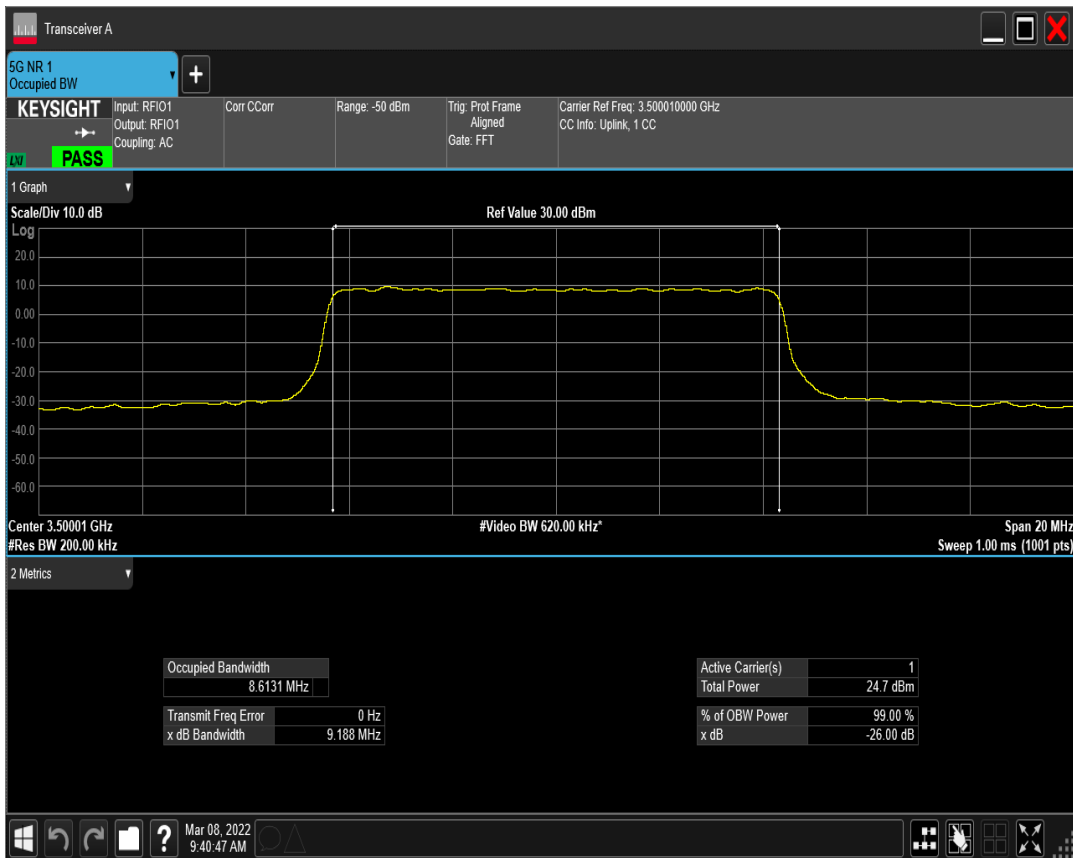 Transceiver A
5G NR 1
Occupied BW
+
KEYSIGHT
LXI
PASS
Input: RFIO1
Output: RFIO1
Coupling: AC
Corr CCorr
Range: -50 dBm
Trig: Prot Frame
Aligned
Gate: FFT
Carrier Ref Freq: 3.500010000 GHz
CC Info: Uplink, 1 CC
1 Graph
Scale/Div 10.0 dB
Ref Value 30.00 dBm
Log
20.0
10.0
0.00
-10.0
-20.0
-30.0
-40.0
-50.0
-60.0
Center 3.50001 GHz
#Video BW 620.00 kHz*
Span 20 MHz
#Res BW 200.00 kHz
Sweep 1.00 ms (1001 pts)
2 Metrics
Occupied Bandwidth
8.6131 MHz
Transmit Freq Error 0 Hz
x dB Bandwidth 9.188 MHz
Active Carrier(s) 1
Total Power 24.7 dBm
% of OBW Power 99.00 %
x dB -26.00 dB
?
Mar 08, 2022
9:40:47 AM